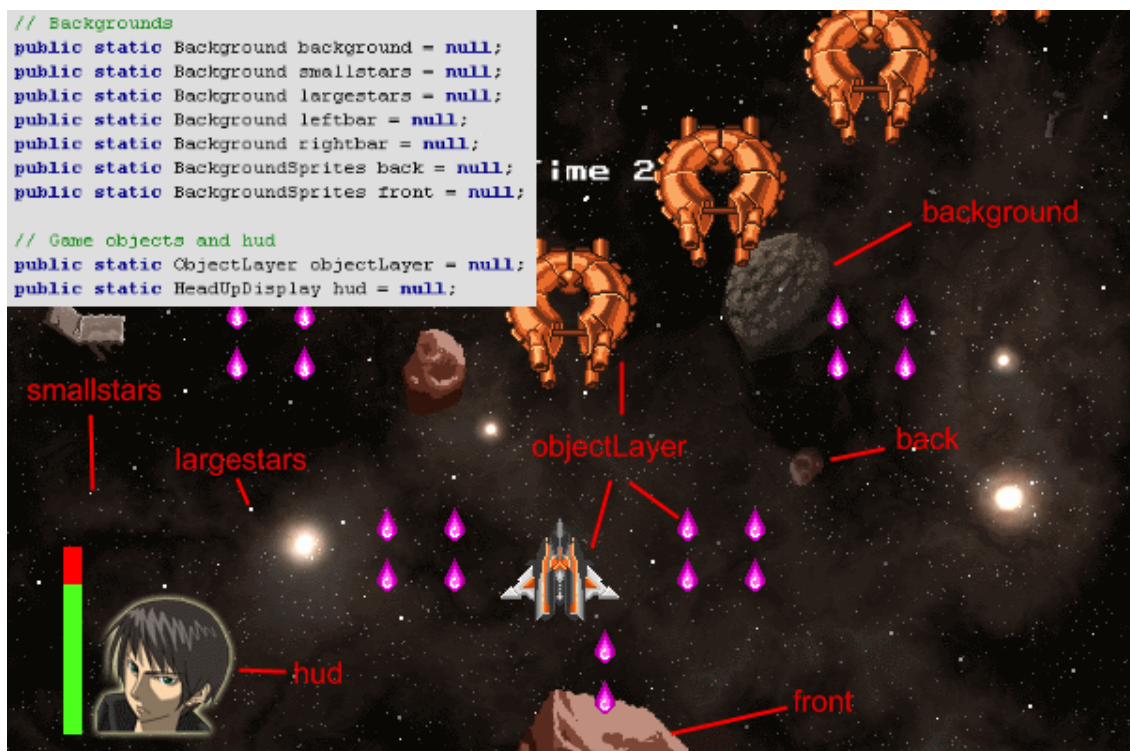 // Backgrounds
public static Background background = null;
public static Background smallstars = null;
public static Background largestars = null;
public static Background leftbar = null;
public static Background rightbar = null;
public static BackgroundSprites back = null;
public static BackgroundSprites front = null;
// Game objects and hud
public static ObjectLayer objectLayer = null;
public static HeadUpDisplay hud = null;
ime 2
background
smallstars
largestars
objectLayer
back
hud
front